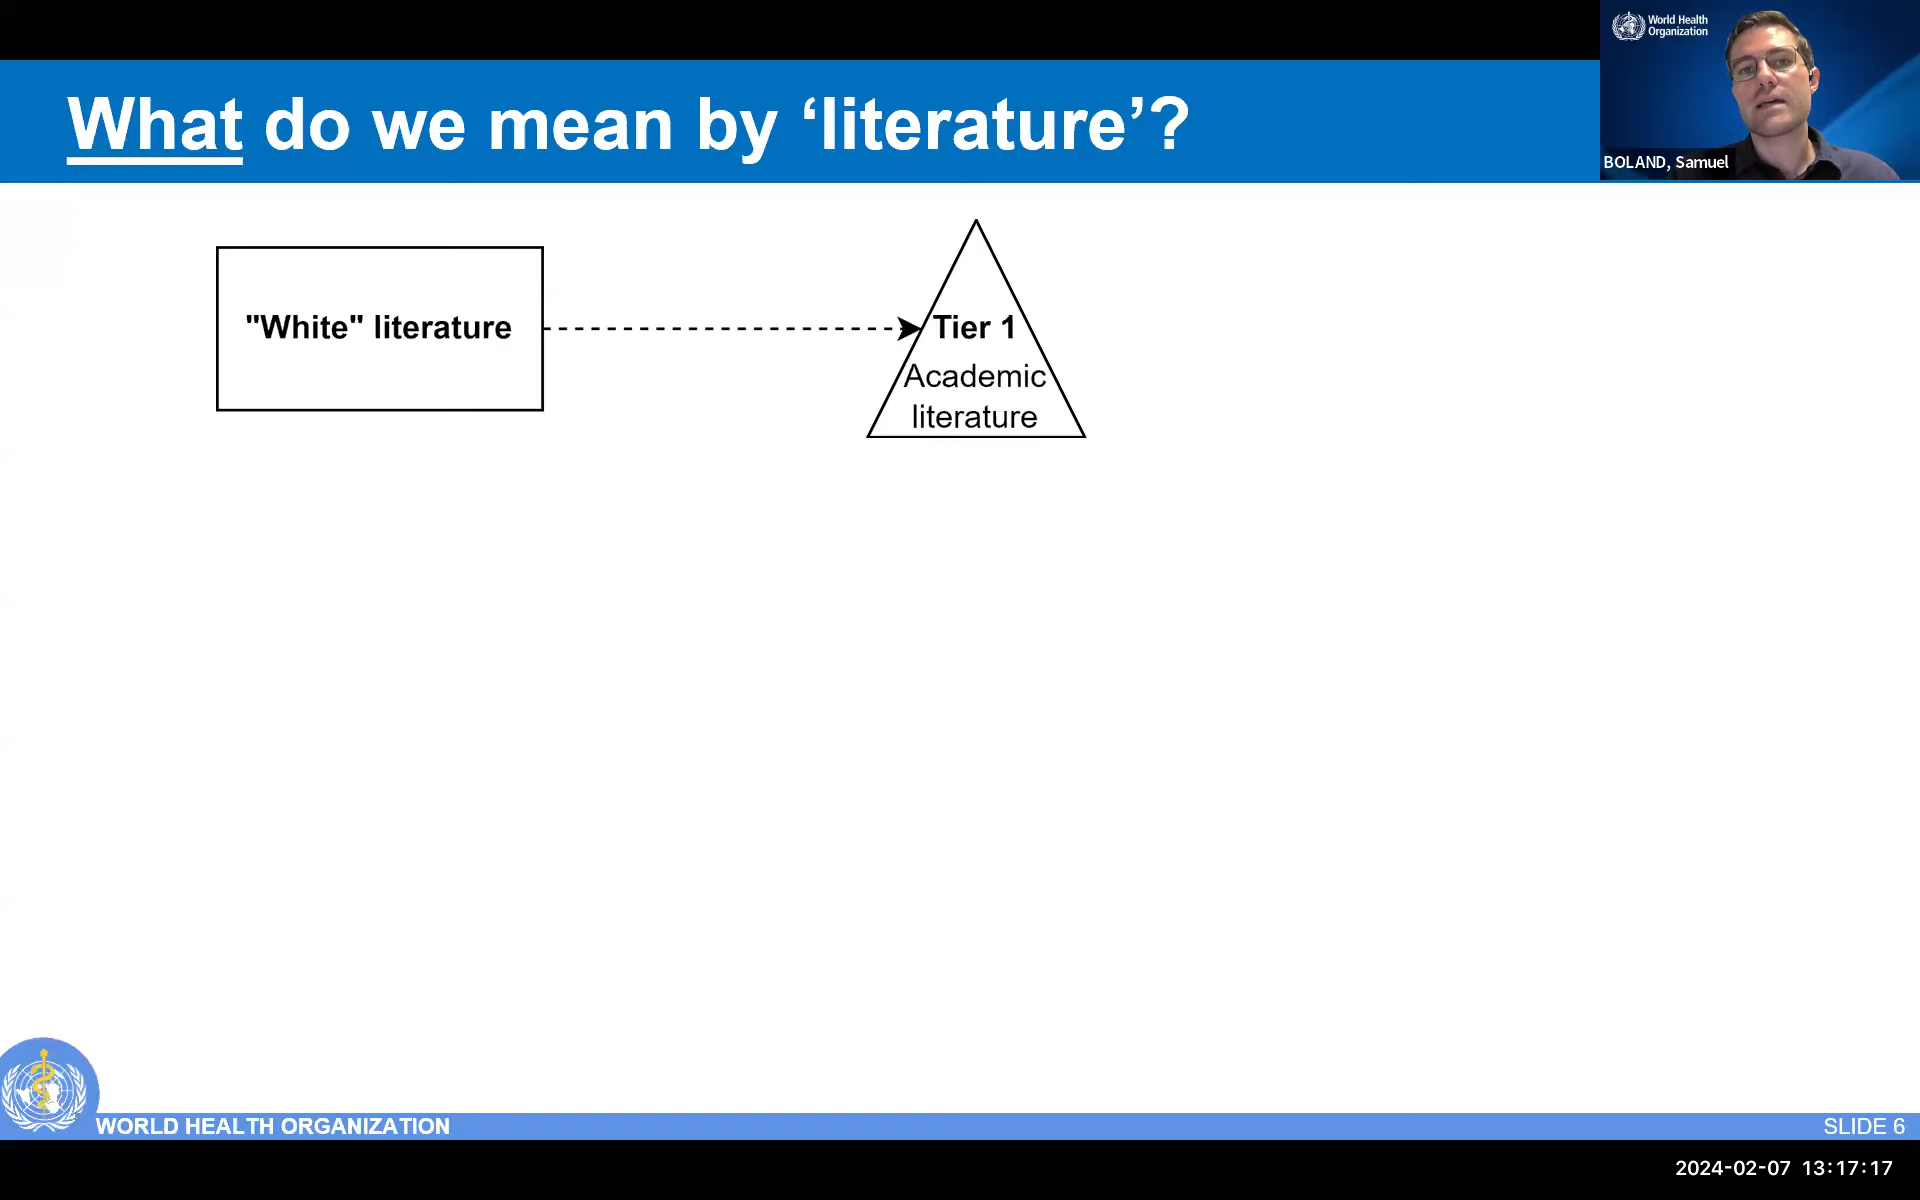 World Health
Organization
BOLAND, Samuel
What do we mean by ‘literature’?
"White" literature
Tier 1
Academic
literature
WORLD HEALTH ORGANIZATION
SLIDE 6
2024-02-07 13:17:17